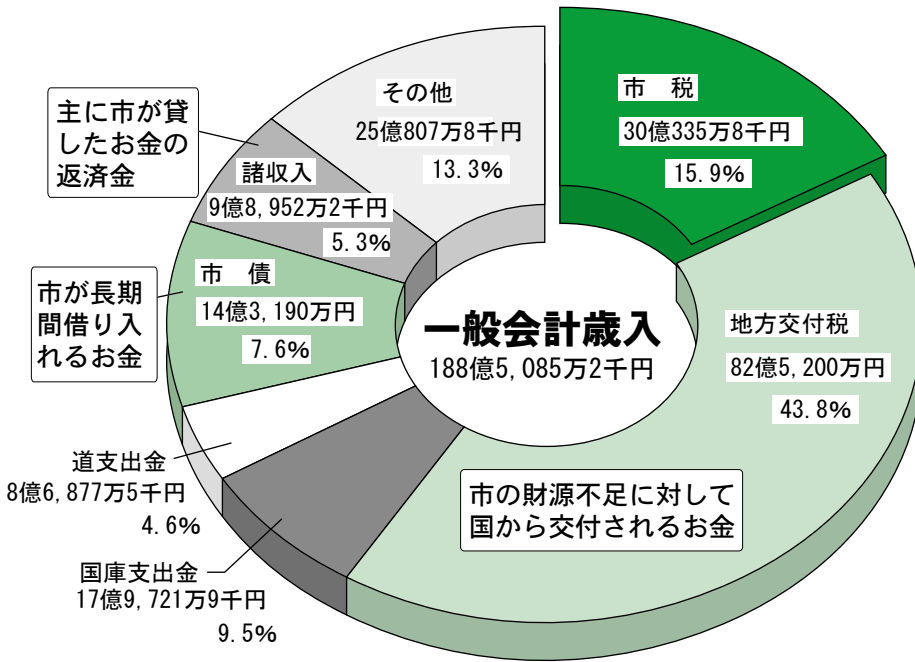 一般会計歳入
188億5,085万2千円
市　税
30億335万8千円
15.9%
地方交付税
82億5,200万円
43.8%
市の財源不足に対して
国から交付されるお金
国庫支出金
17億9,721万9千円
9.5%
道支出金
8億6,877万5千円
4.6%
市　債
14億3,190万円
7.6%
市が長期
間借り入
れるお金
諸収入
9億8,952万2千円
5.3%
主に市が貸
したお金の
返済金
その他
25億807万8千円
13.3%